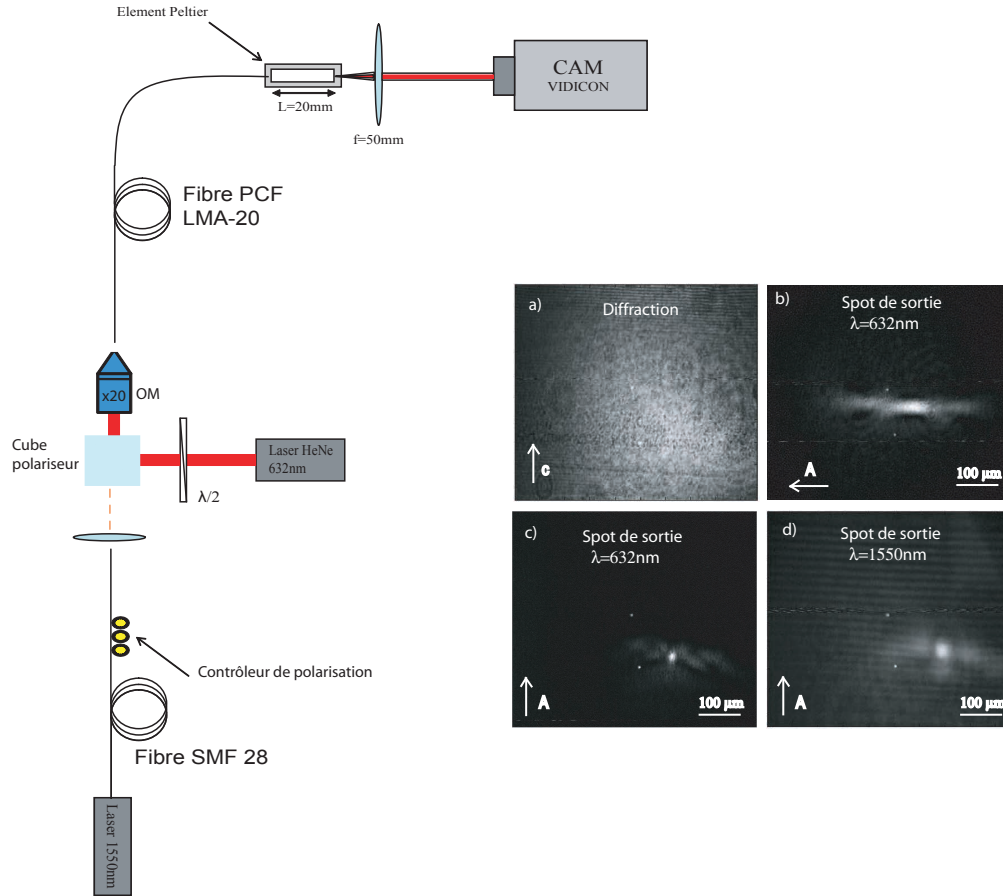 Element Peltier
L=20mm
f=50mm
CAM
VIDICON
Fibre PCF
LMA-20
x20
OM
Cube
polariseur
λ/2
Laser HeNe
632nm
Contrôleur de polarisation
Fibre SMF 28
Laser 1550nm
a)
Diffraction
c
b)
Spot de sortie
λ=632nm
A
100 µm
c)
Spot de sortie
λ=632nm
A
100 µm
d)
Spot de sortie
λ=1550nm
A
100 µm